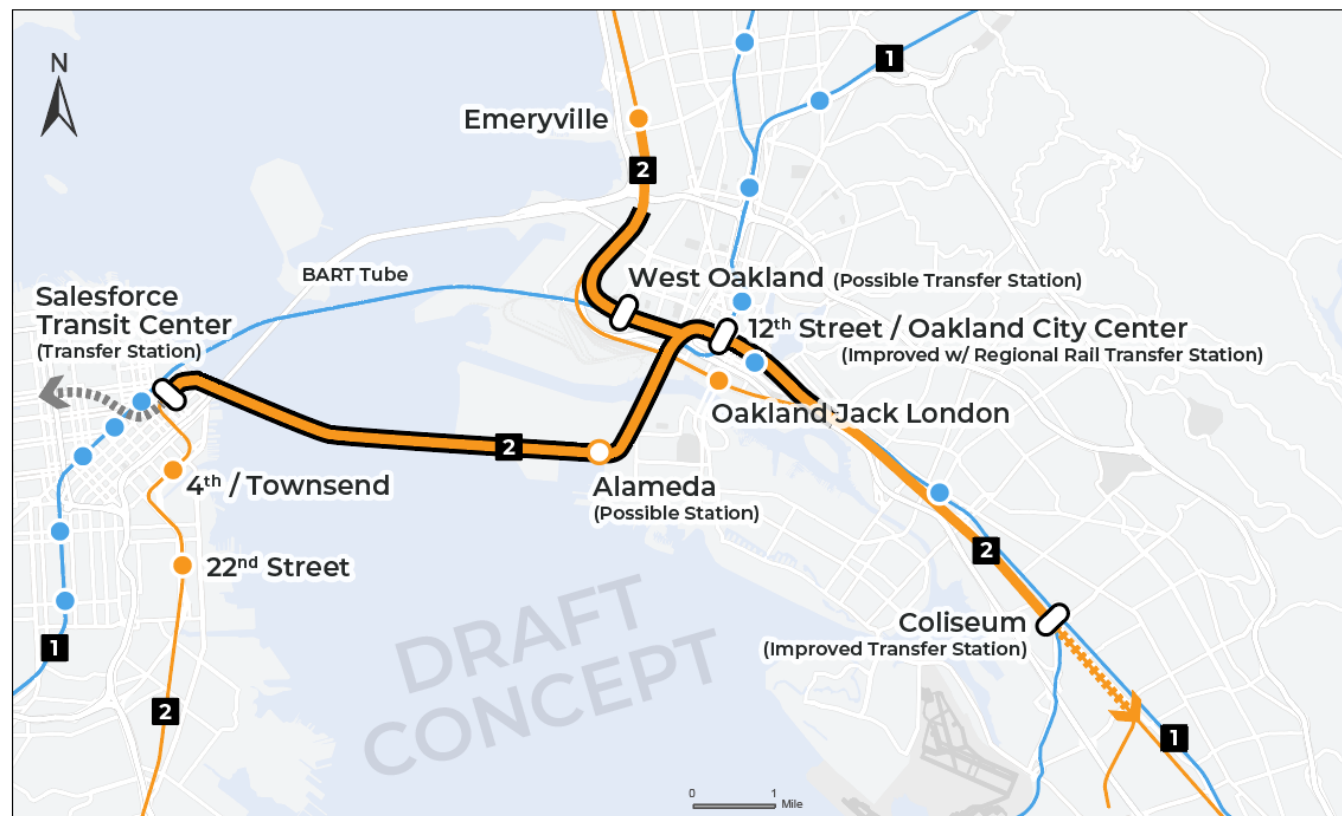 N
1
Emeryville
2
West Oakland (Possible Transfer Station)
BART Tube
Salesforce
Transit Center
(Transfer Station)
12th Street / Oakland City Center
(Improved w/ Regional Rail Transfer Station)
Oakland Jack London
2
4th / Townsend
Alameda
(Possible Station)
2
22nd Street
DRAFT
CONCEPT
Coliseum
(Improved Transfer Station)
1
2
1
0 1
Mile